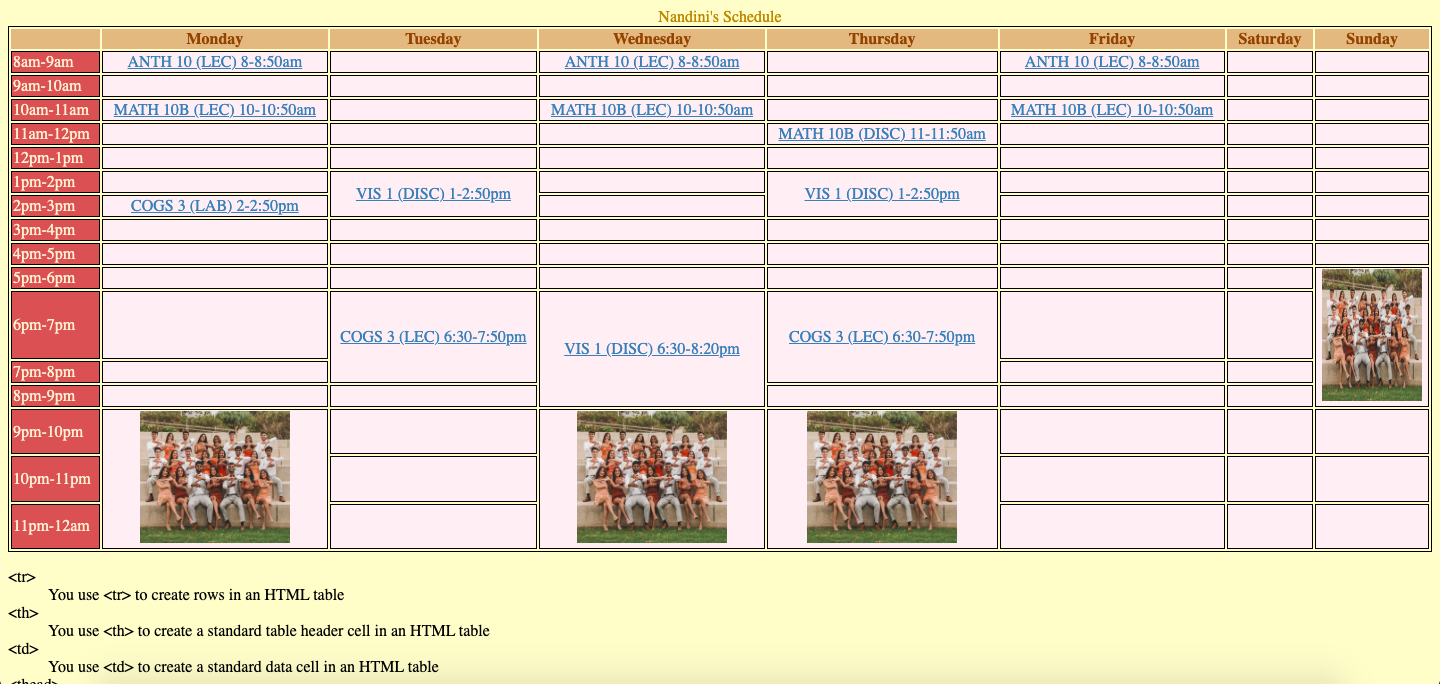 Nandini's Schedule
Monday Tuesday Wednesday Thursday Friday Saturday Sunday
8am-9am ANTH 10 (LEC) 8-8:50am ANTH 10 (LEC) 8-8:50am ANTH 10 (LEC) 8-8:50am
9am-10am
10am-11am MATH 10B (LEC) 10-10:50am MATH 10B (LEC) 10-10:50am MATH 10B (LEC) 10-10:50am
11am-12pm MATH 10B (DISC) 11-11:50am
12pm-1pm
1pm-2pm VIS 1 (DISC) 1-2:50pm VIS 1 (DISC) 1-2:50pm
2pm-3pm COGS 3 (LAB) 2-2:50pm
3pm-4pm
4pm-5pm
5pm-6pm
6pm-7pm COGS 3 (LEC) 6:30-7:50pm VIS 1 (DISC) 6:30-8:20pm COGS 3 (LEC) 6:30-7:50pm
7pm-8pm
8pm-9pm
9pm-10pm
10pm-11pm
11pm-12am
<tr>
You use <tr> to create rows in an HTML table
<th>
You use <th> to create a standard table header cell in an HTML table
<td>
You use <td> to create a standard data cell in an HTML table
<thead>